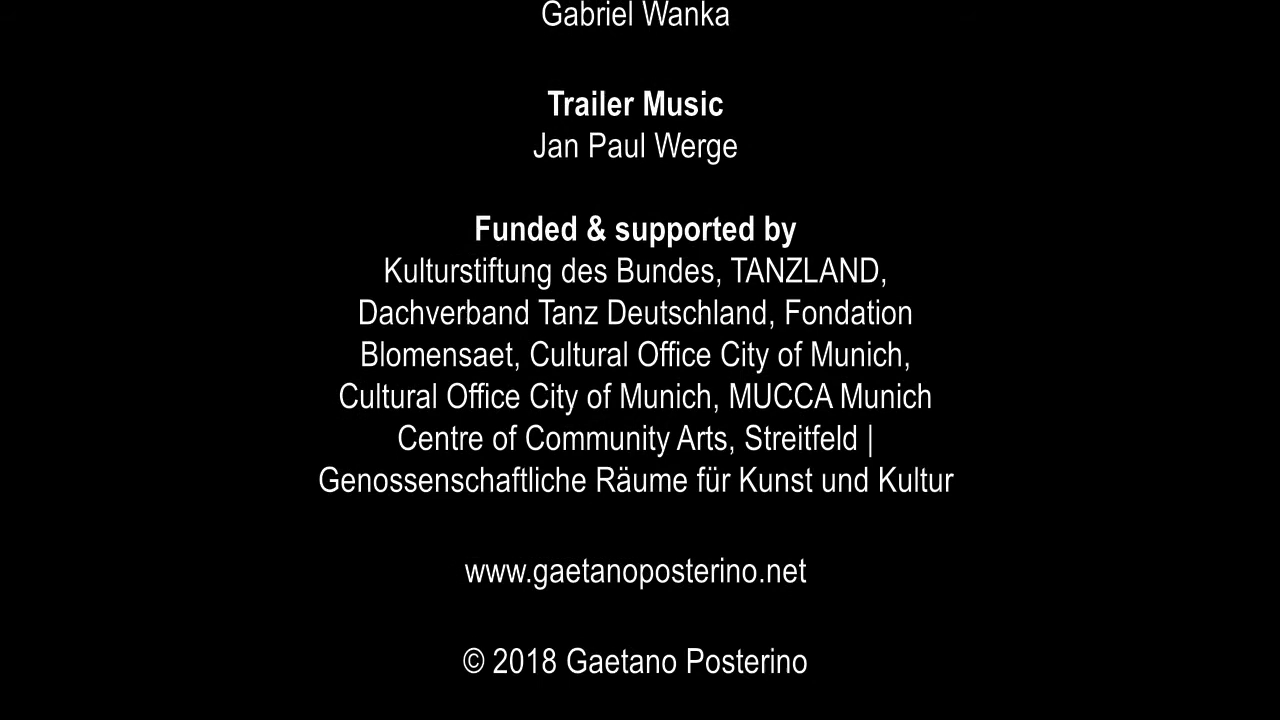 Gabriel Wanka
Trailer Music
Jan Paul Werge
Funded & supported by
Kulturstiftung des Bundes, TANZLAND,
Dachverband Tanz Deutschland, Fondation
Blomensaet, Cultural Office City of Munich,
Cultural Office City of Munich, MUCCA Munich
Centre of Community Arts, Streitfeld |
Genossenschaftliche Räume für Kunst und Kultur
www.gaetanoposterino.net
© 2018 Gaetano Posterino